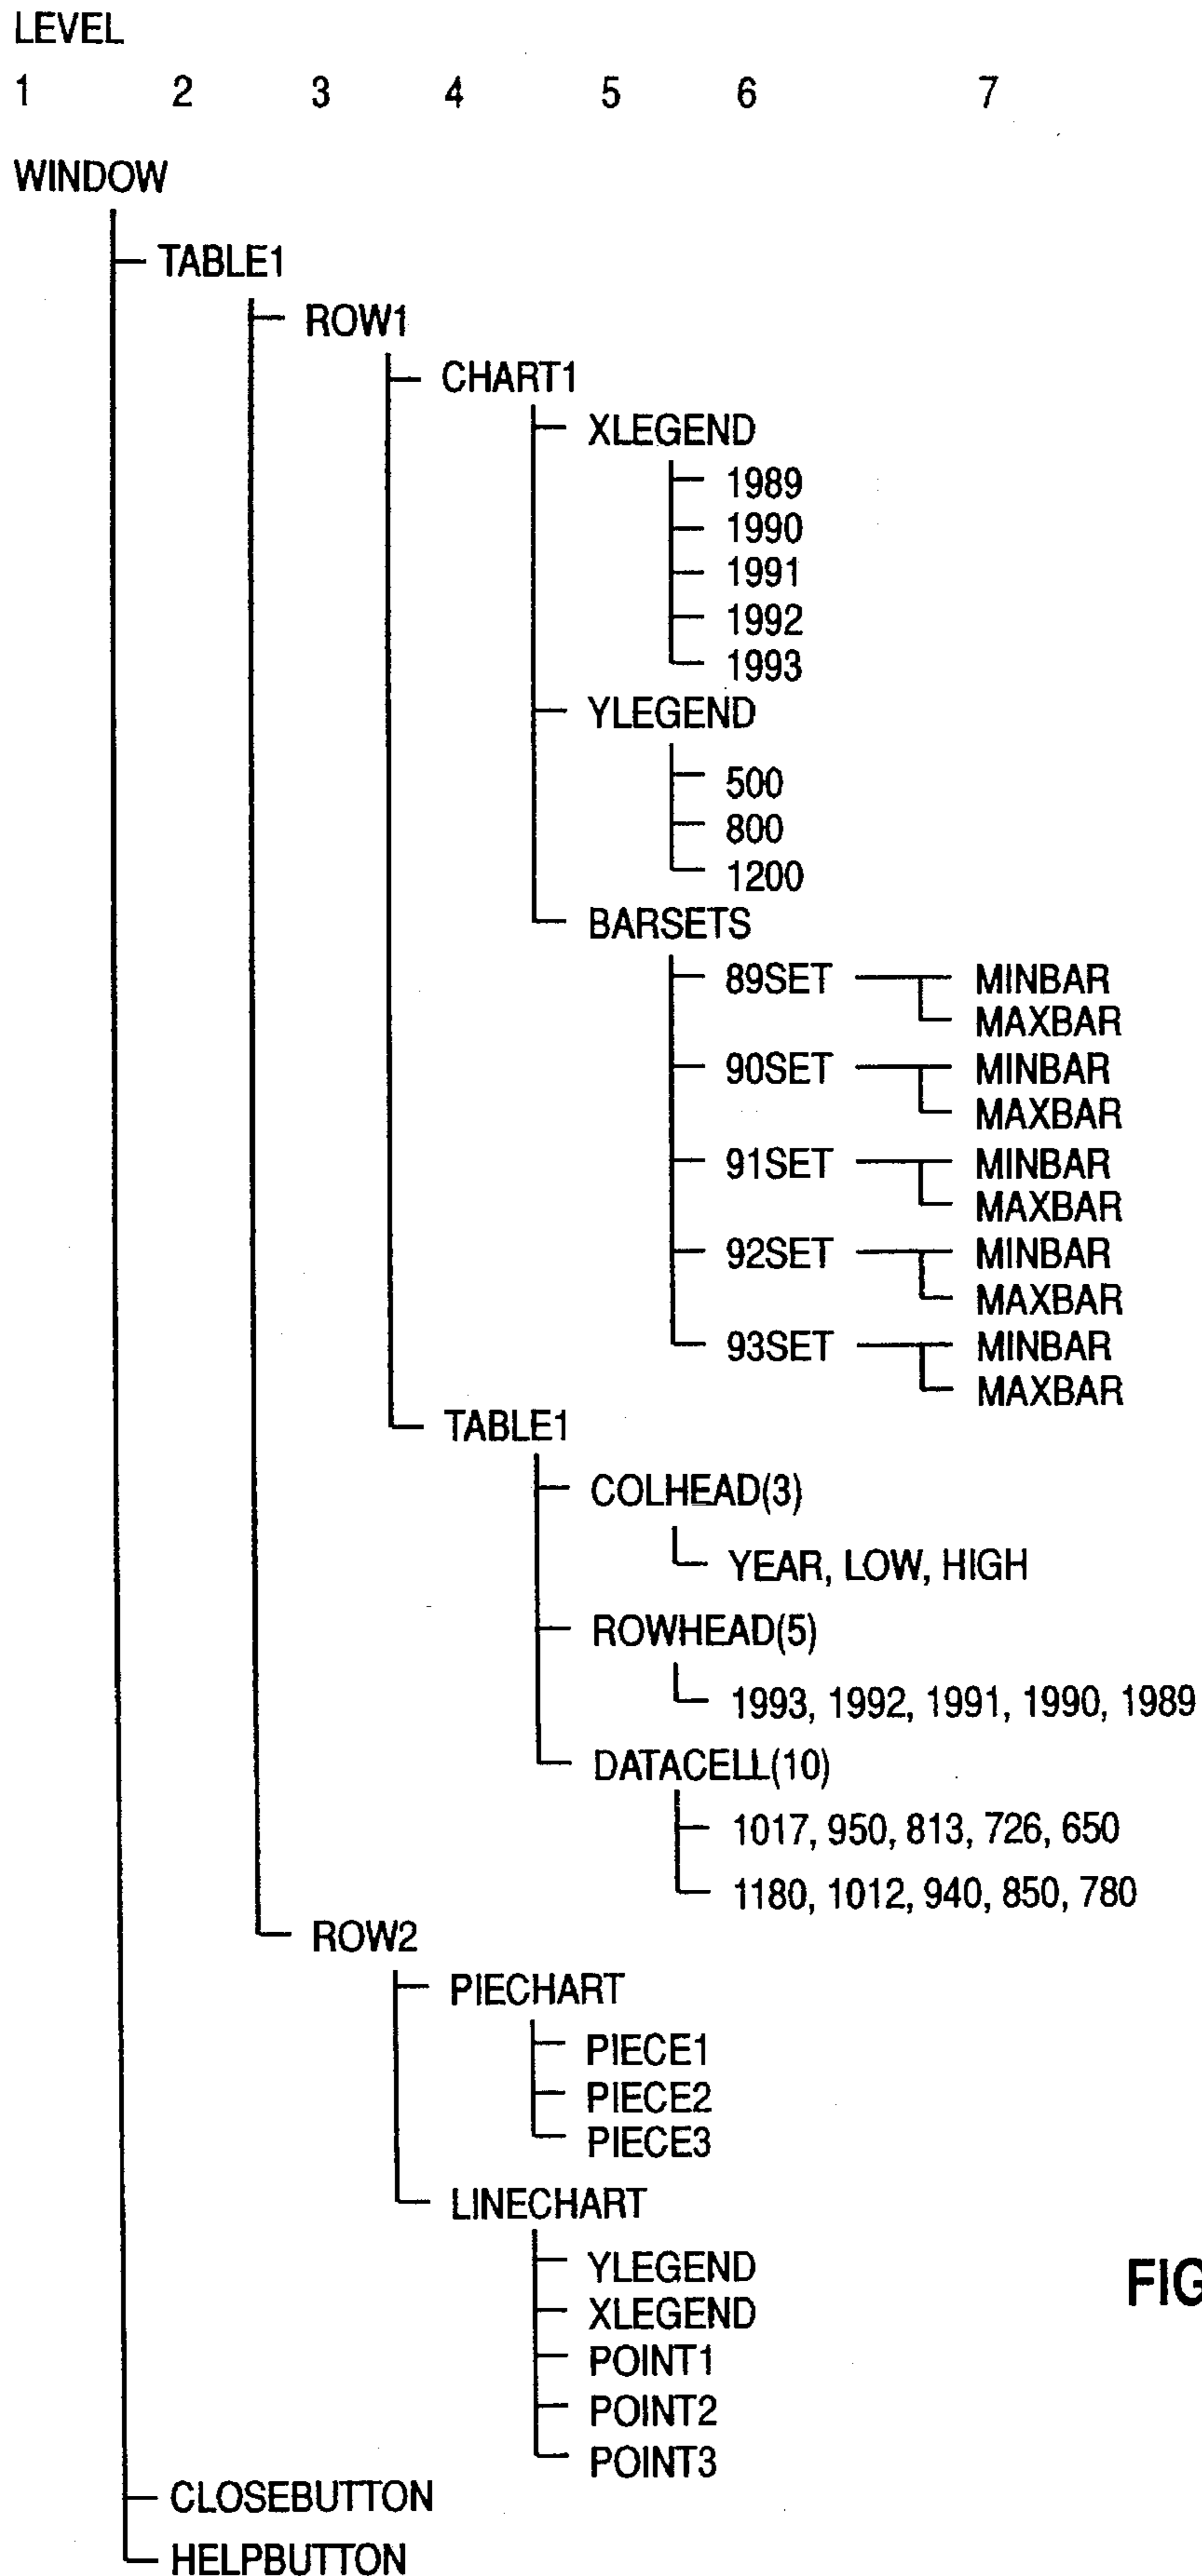 LEVEL
1 2 3 4 5 6 7
WINDOW
TABLE1
ROW1
CHART1
XLEGEND
1989
1990
1991
1992
1993
YLEGEND
500
800
1200
BARSETS
89SET MINBAR
MAXBAR
90SET MINBAR
MAXBAR
91SET MINBAR
MAXBAR
92SET MINBAR
MAXBAR
93SET MINBAR
MAXBAR
TABLE1
COLHEAD(3)
YEAR, LOW, HIGH
ROWHEAD(5)
1993, 1992, 1991, 1990, 1989
DATACELL(10)
1017, 950, 813, 726, 650
1180, 1012, 940, 850, 780
ROW2
PIECHART
PIECE1
PIECE2
PIECE3
LINECHART
YLEGEND
FIG
XLEGEND
POINT1
POINT2
POINT3
CLOSEBUTTON
HELPBUTTON